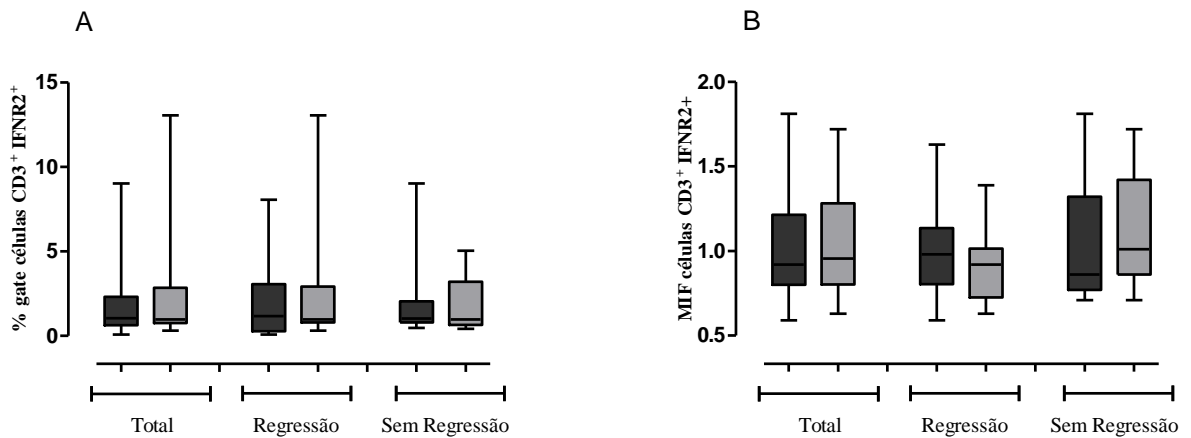 A
% gate células CD3+ IFNR2+
15
10
5
0
Total
Regressão
Sem Regressão
B
MIF células CD3+ IFNR2+
2.0
1.5
1.0
0.5
Total
Regressão
Sem Regressão